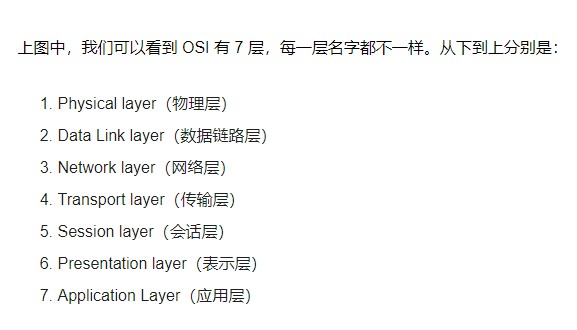 上图中，我们可以看到 OSI 有 7 层，每一层名字都不一样。从下到上分别是：
1. Physical layer（物理层）
2. Data Link layer（数据链路层）
3. Network layer（网络层）
4. Transport layer（传输层）
5. Session layer（会话层）
6. Presentation layer（表示层）
7. Application Layer（应用层）